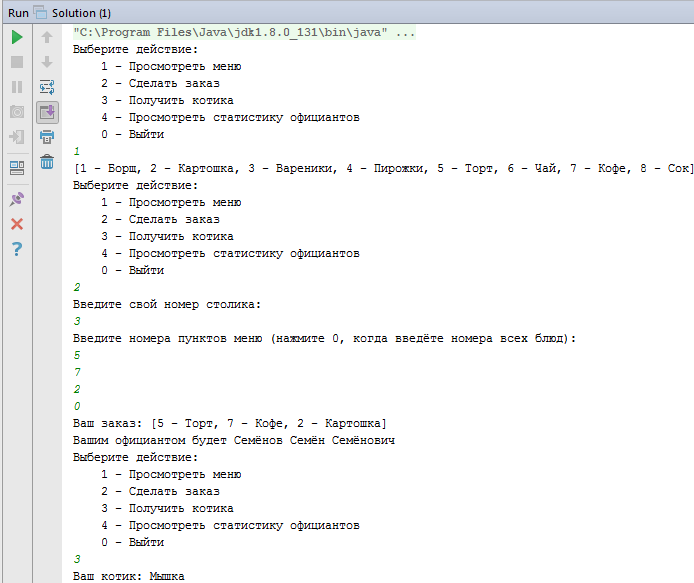 Run Solution (1)
"C:\Program Files\Java\jdk1.8.0_131\bin\java" ...
Выберите действие:
1 - Просмотреть меню
2 - Сделать заказ
3 - Получить котика
4 - Просмотреть статистику официантов
0 - Выйти
1
[1 - Борщ, 2 - Картошка, 3 - Вареники, 4 - Пирожки, 5 - Торт, 6 - Чай, 7 - Кофе, 8 - Сок]
Выберите действие:
1 - Просмотреть меню
2 - Сделать заказ
3 - Получить котика
4 - Просмотреть статистику официантов
0 - Выйти
2
Введите свой номер столика:
3
Введите номера пунктов меню (нажмите 0, когда введёте номера всех блюд):
5
7
2
0
Ваш заказ: [5 - Торт, 7 - Кофе, 2 - Картошка]
Вашим официантом будет Семёнов Семён Семёнович
Выберите действие:
1 - Просмотреть меню
2 - Сделать заказ
3 - Получить котика
4 - Просмотреть статистику официантов
0 - Выйти
3
Ваш котик: Мышка